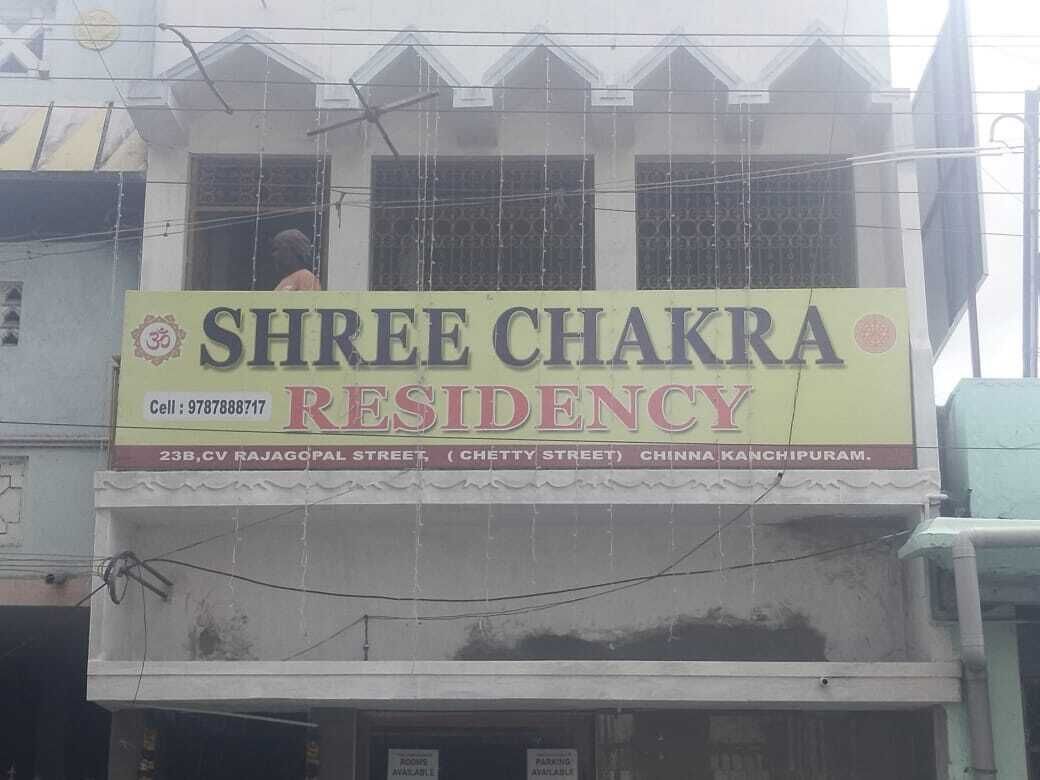 ॐ
SHREE CHAKRA
RESIDENCY
Cell : 9787888717
23B,CV RAJAGOPAL STREET, ( CHETTY STREET) CHINNA KANCHIPURAM.
ROOMS
AVAILABLE
PARKING
AVAILABLE